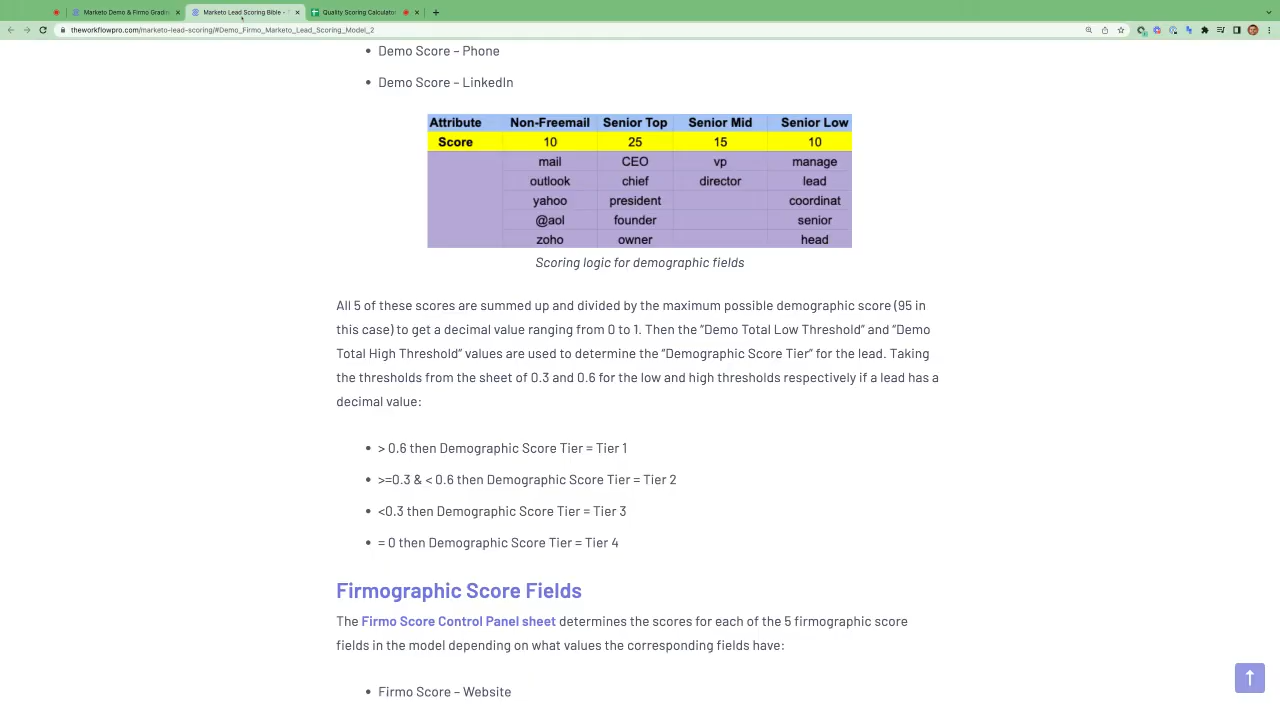 Marketo Demo & Firmo Gradin
Marketo Lead Scoring Bible -
Quality Scoring Calculator
theworkflowpro.com/marketo-lead-scoring/#Demo_Firmo_Marketo_Lead_Scoring_Model_2
• Demo Score – Phone
• Demo Score – LinkedIn
Attribute Non-Freemail Senior Top Senior Mid Senior Low
Score 10 25 15 10
mail CEO vp manage
outlook chief director lead
yahoo president coordinat
@aol founder senior
zoho owner head
Scoring logic for demographic fields
All 5 of these scores are summed up and divided by the maximum possible demographic score (95 in
this case) to get a decimal value ranging from 0 to 1. Then the “Demo Total Low Threshold” and “Demo
Total High Threshold” values are used to determine the “Demographic Score Tier” for the lead. Taking
the thresholds from the sheet of 0.3 and 0.6 for the low and high thresholds respectively if a lead has a
decimal value:
• > 0.6 then Demographic Score Tier = Tier 1
• >=0.3 & < 0.6 then Demographic Score Tier = Tier 2
• <0.3 then Demographic Score Tier = Tier 3
• = 0 then Demographic Score Tier = Tier 4
Firmographic Score Fields
The Firmo Score Control Panel sheet determines the scores for each of the 5 firmographic score
fields in the model depending on what values the corresponding fields have:
• Firmo Score – Website